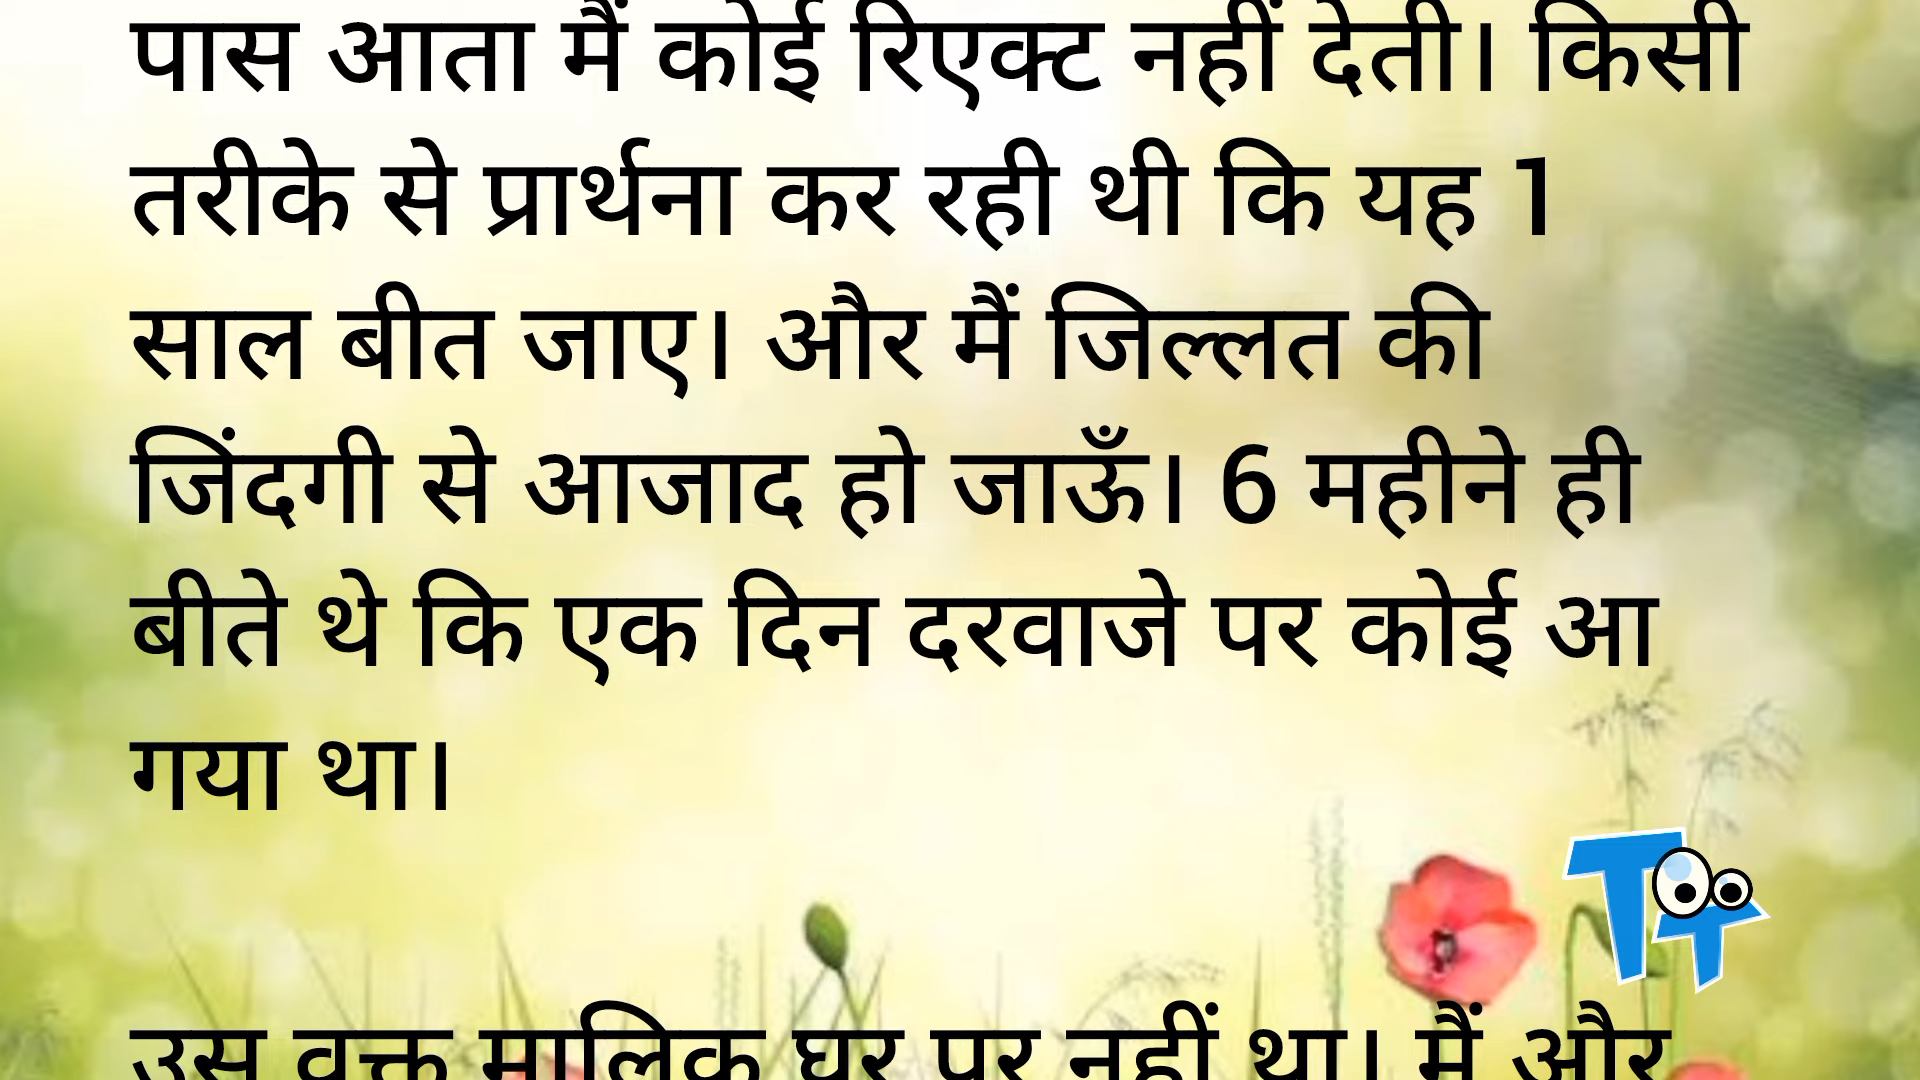 पास आता मैं कोई रिएक्ट नहीं देती। किसी
तरीके से प्रार्थना कर रही थी कि यह 1
साल बीत जाए। और मैं जिल्लत की
जिंदगी से आजाद हो जाऊँ। 6 महीने ही
बीते थे कि एक दिन दरवाजे पर कोई आ
गया था।
TT
उस वक्त मालिक घर पर नहीं था। मैं और